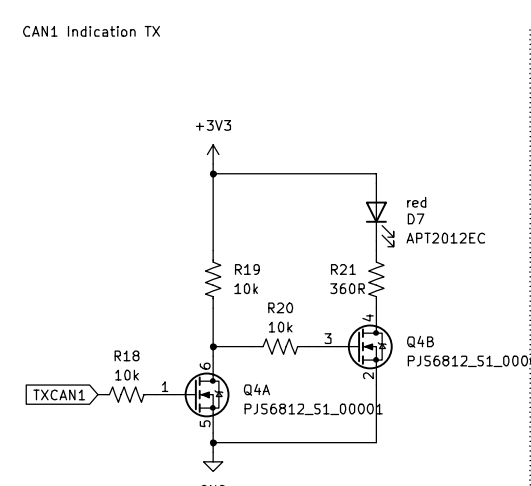 CAN1 Indication TX
+3V3
red
D7
APT2012EC
R19
10k
R21
360R
R20
10k
4
3
Q4B
PJS6812_S1_000
2
R18
10k
6
TXCAN1
1
Q4A
PJS6812_S1_00001
5